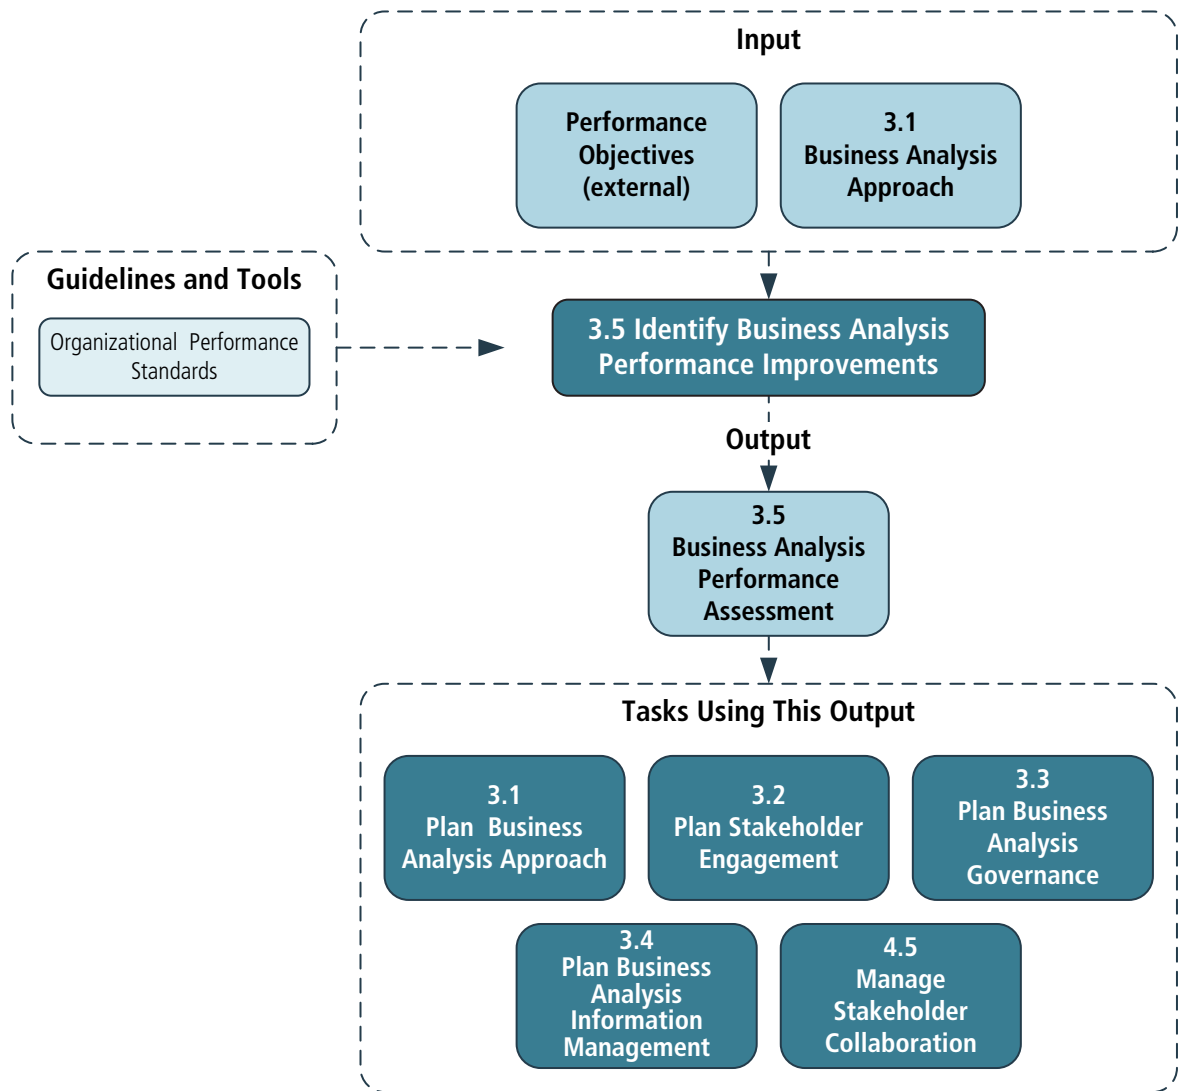 Input
Performance
Objectives
(external)
3.1
Business Analysis
Approach
Guidelines and Tools
Organizational Performance
Standards
3.5 Identify Business Analysis
Performance Improvements
Output
3.5
Business Analysis
Performance
Assessment
Tasks Using This Output
3.1
Plan Business
Analysis Approach
3.2
Plan Stakeholder
Engagement
3.3
Plan Business
Analysis
Governance
3.4
Plan Business
Analysis
Information
Management
4.5
Manage
Stakeholder
Collaboration